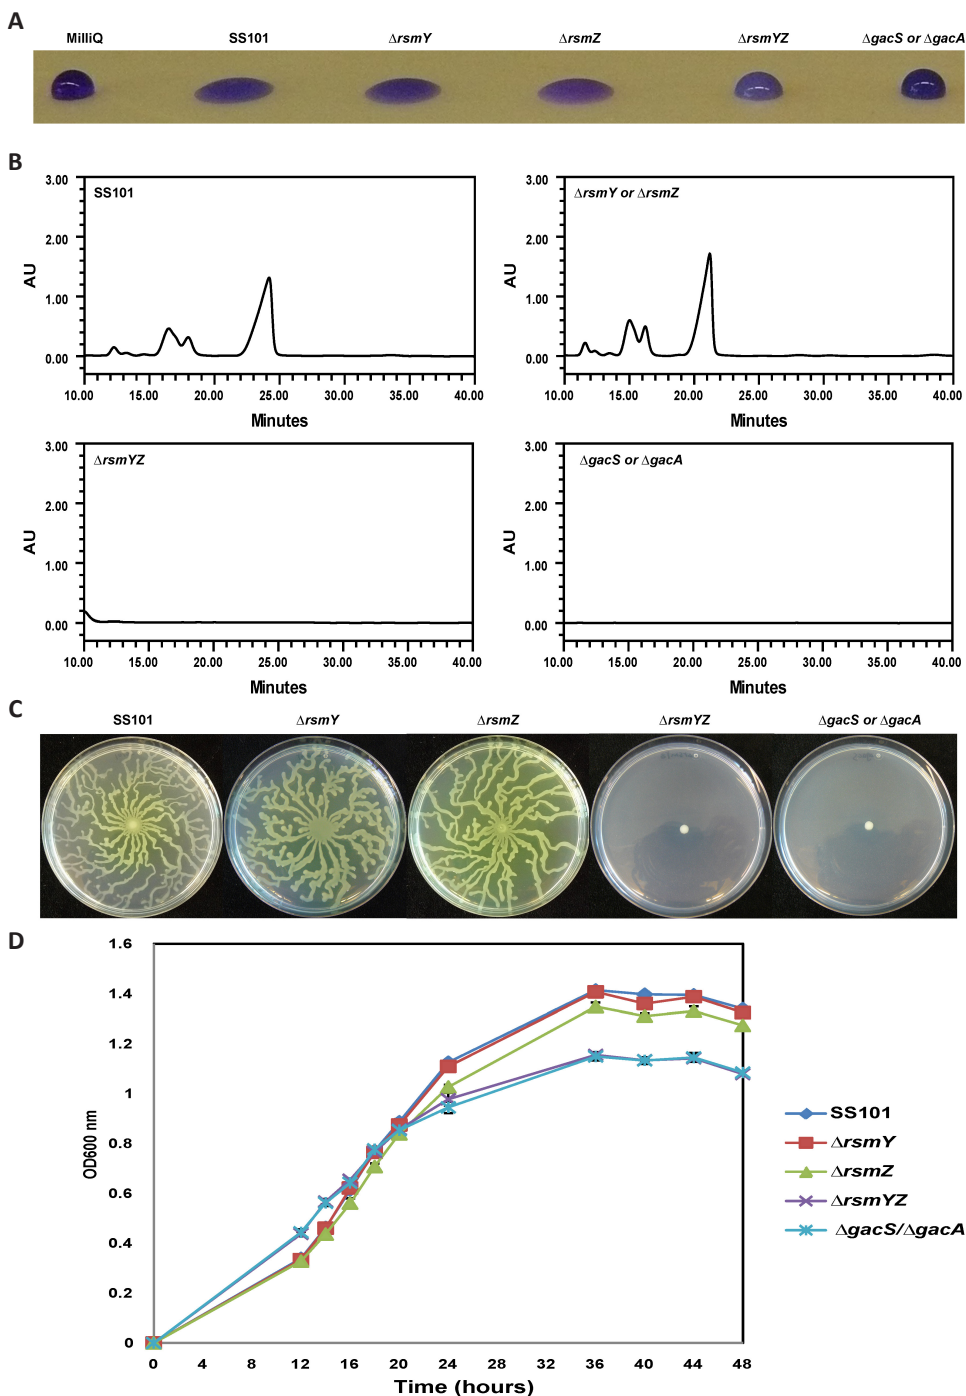 A
MilliQ SS101 ΔrsmY ΔrsmZ ΔrsmYZ ΔgacS or ΔgacA
B
3.00 2.00 1.00 0.00
AU
SS101
10.00 15.00 20.00 25.00 30.00 35.00 40.00
Minutes
3.00 2.00 1.00 0.00
AU
ΔrsmY or ΔrsmZ
10.00 15.00 20.00 25.00 30.00 35.00 40.00
Minutes
3.00 2.00 1.00 0.00
AU
ΔrsmYZ
10.00 15.00 20.00 25.00 30.00 35.00 40.00
Minutes
3.00 2.00 1.00 0.00
AU
ΔgacS or ΔgacA
10.00 15.00 20.00 25.00 30.00 35.00 40.00
Minutes
C
SS101 ΔrsmY ΔrsmZ ΔrsmYZ ΔgacS or ΔgacA
D
1.6
1.4
1.2
1
0.8
0.6
0.4
0.2
0
OD600 nm
0 4 8 12 16 20 24 28 32 36 40 44 48
Time (hours)
SS101
ΔrsmY
ΔrsmZ
ΔrsmYZ
ΔgacS/ΔgacA